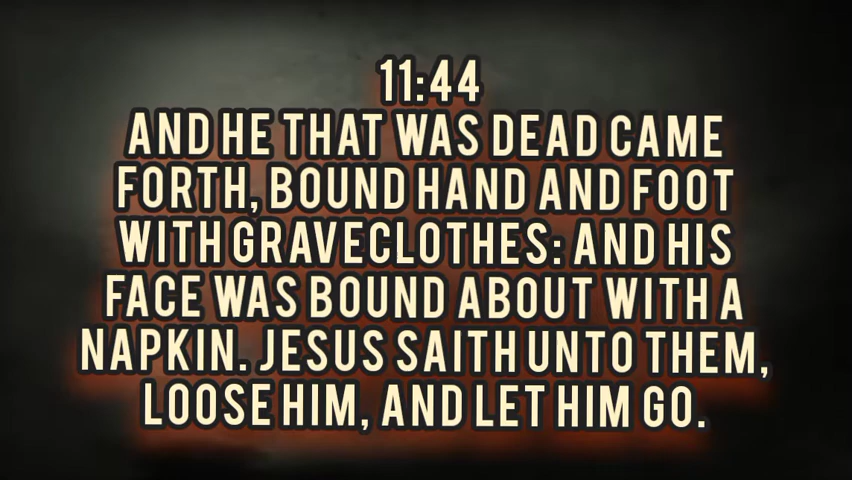 11:44
AND HE THAT WAS DEAD CAME
FORTH, BOUND HAND AND FOOT
WITH GRAVECLOTHES: AND HIS
FACE WAS BOUND ABOUT WITH A
NAPKIN. JESUS SAITH UNTO THEM,
LOOSE HIM, AND LET HIM GO.